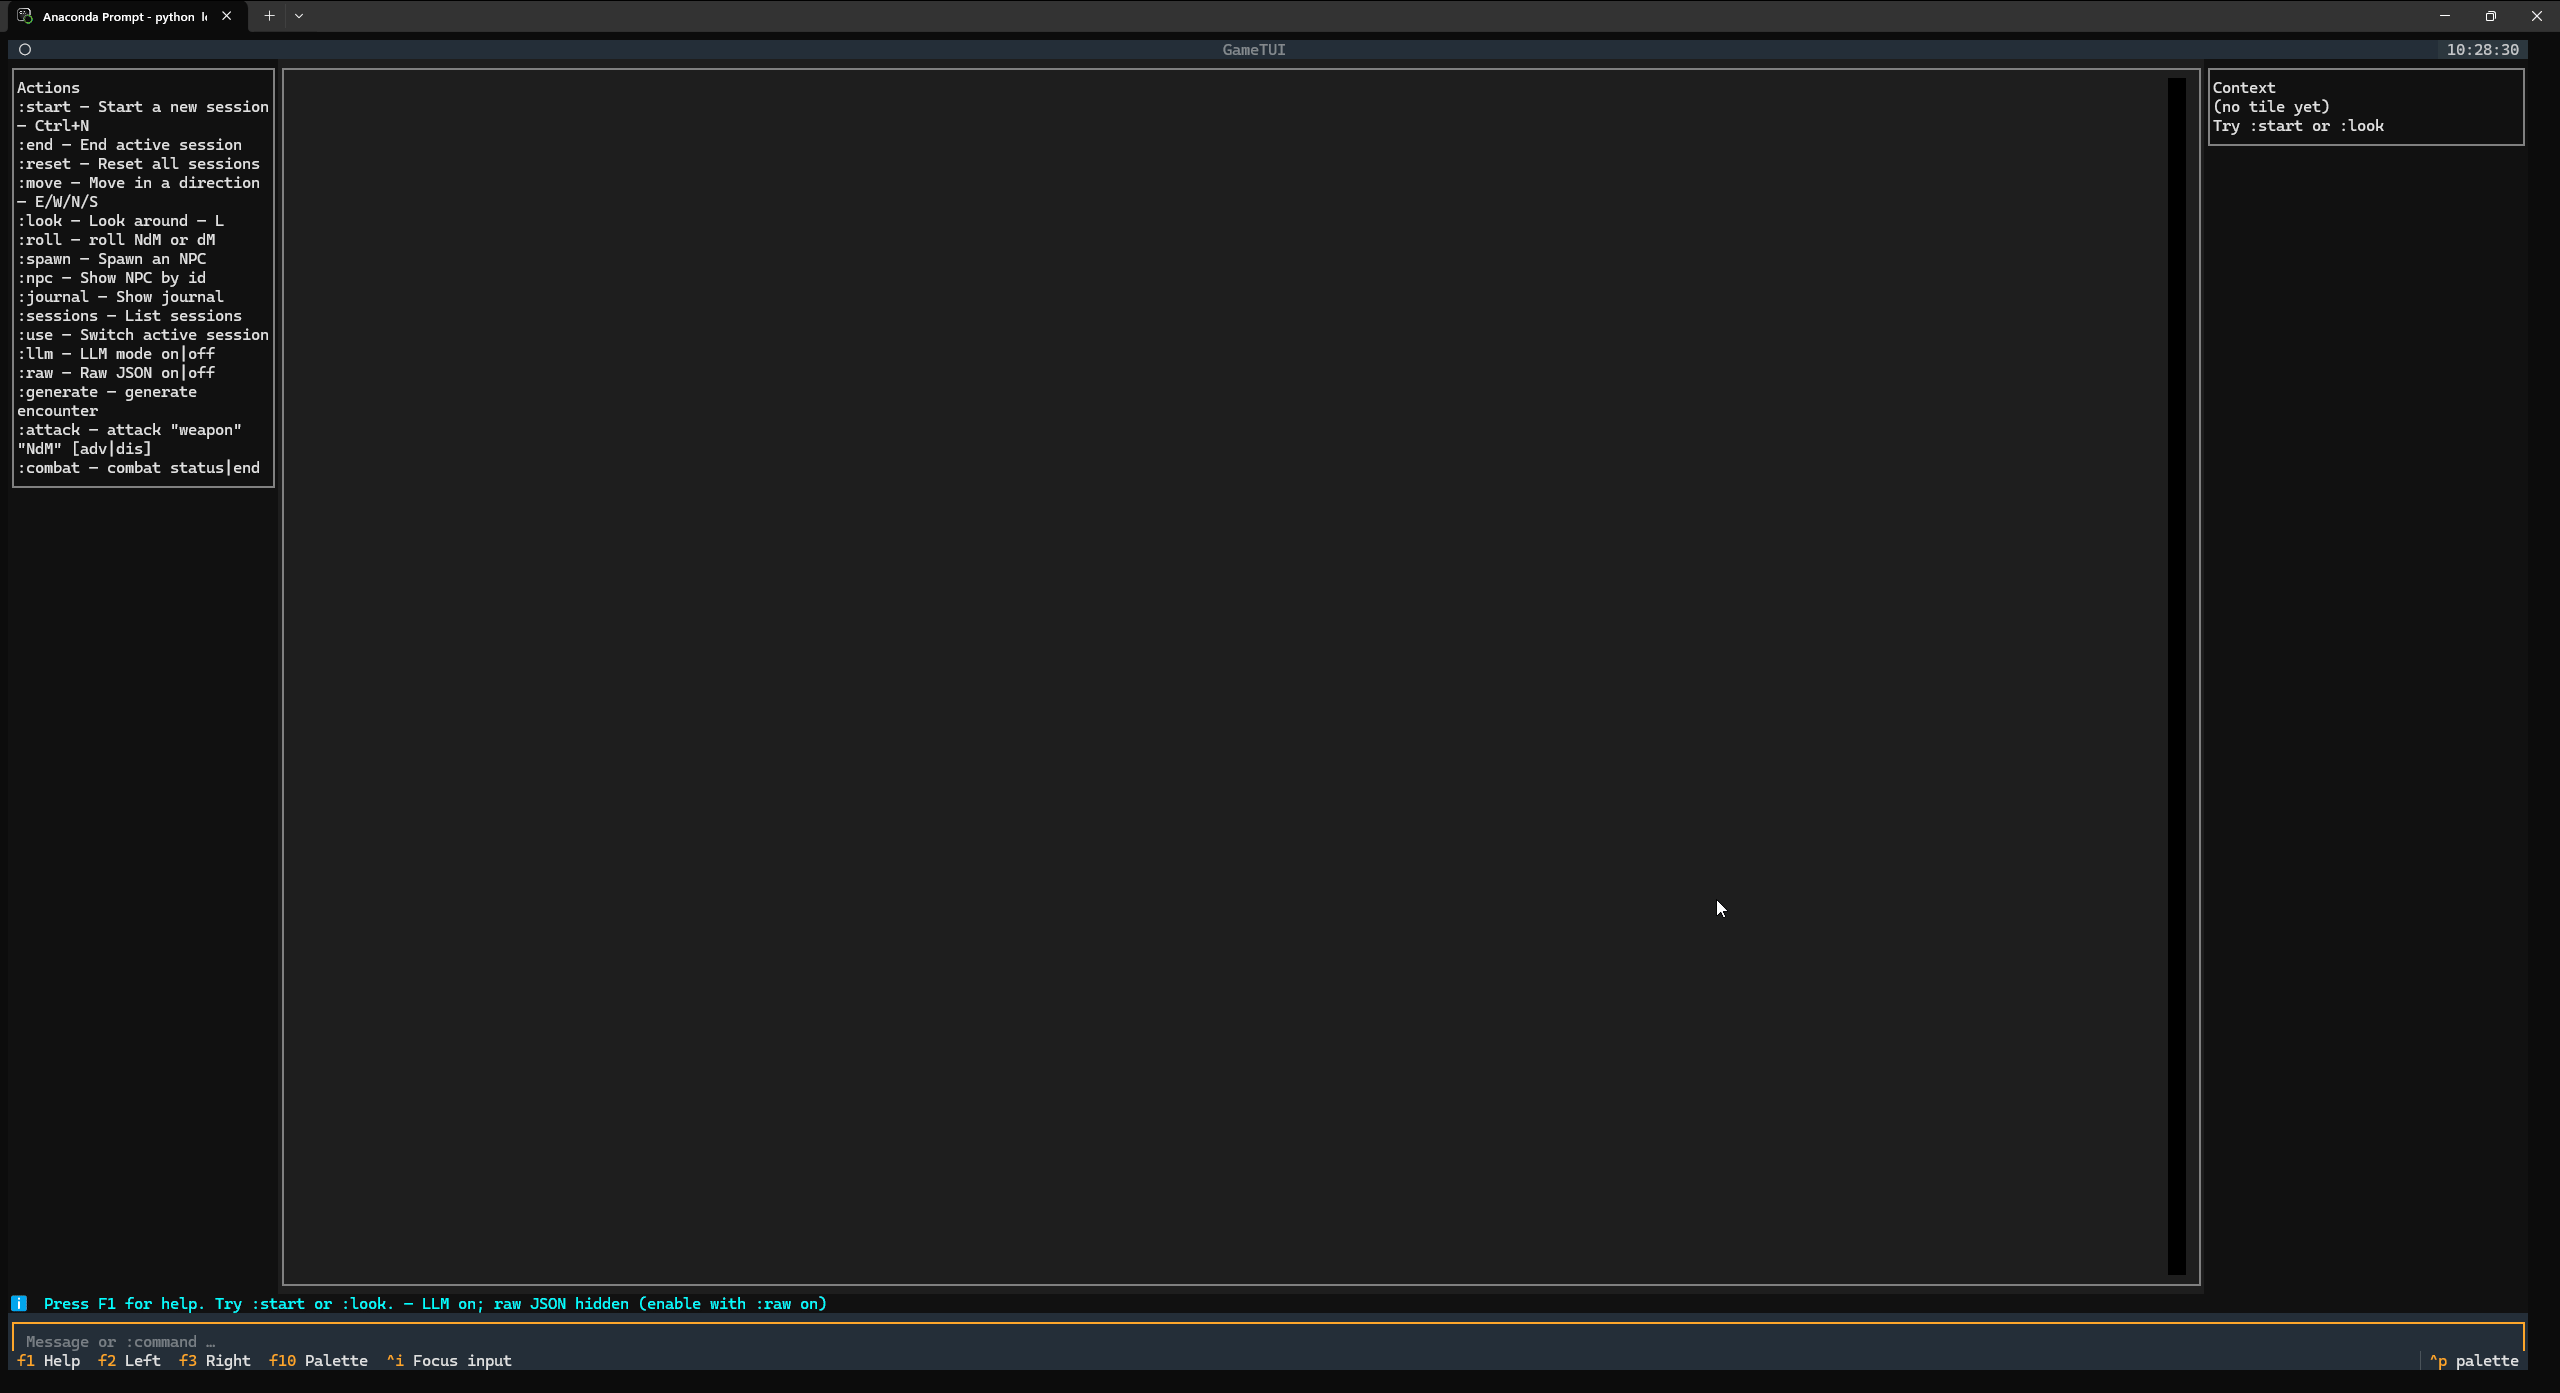 Anaconda Prompt - python
GameTUI
10:28:30
Actions
:start — Start a new session
— Ctrl+N
:end — End active session
:reset — Reset all sessions
:move — Move in a direction
— E/W/N/S
:look — Look around — L
:roll — roll NdM or dM
:spawn — Spawn an NPC
:npc — Show NPC by id
:journal — Show journal
:sessions — List sessions
:use — Switch active session
:llm — LLM mode on|off
:raw — Raw JSON on|off
:generate — generate
encounter
:attack — attack "weapon"
"NdM" [adv|dis]
:combat — combat status|end
Context
(no tile yet)
Try :start or :look
i Press F1 for help. Try :start or :look. — LLM on; raw JSON hidden (enable with :raw on)
Message or :command …
f1 Help f2 Left f3 Right f10 Palette ^i Focus input
^p palette